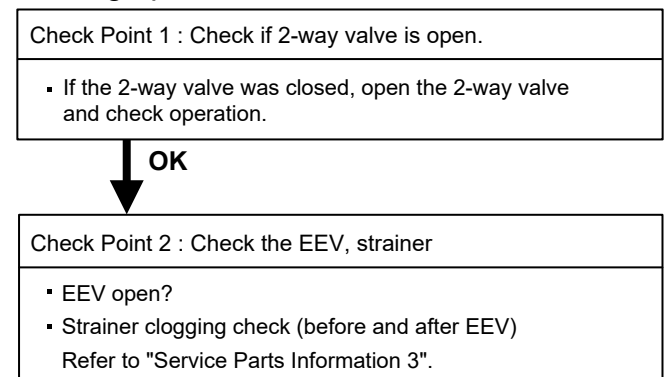 Check Point 1 : Check if 2-way valve is open.
▪ If the 2-way valve was closed, open the 2-way valve
and check operation.
OK
Check Point 2 : Check the EEV, strainer
▪ EEV open?
▪ Strainer clogging check (before and after EEV)
Refer to "Service Parts Information 3".